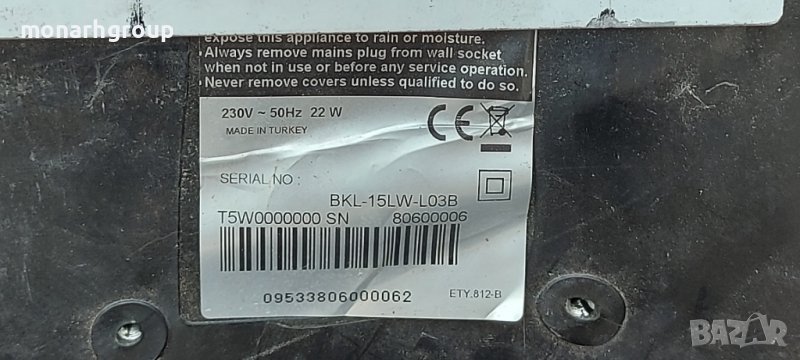 monarhgroup
expose this appliance to rain or moisture.
• Always remove mains plug from wall socket
when not in use or before any service operation.
• Never remove covers unless qualified to do so.
230V ~ 50Hz 22 W
MADE IN TURKEY
CE
SERIAL NO :
BKL-15LW-L03B
T5W0000000 SN 80600006
09533806000062
ETY.812-B
BAZAR